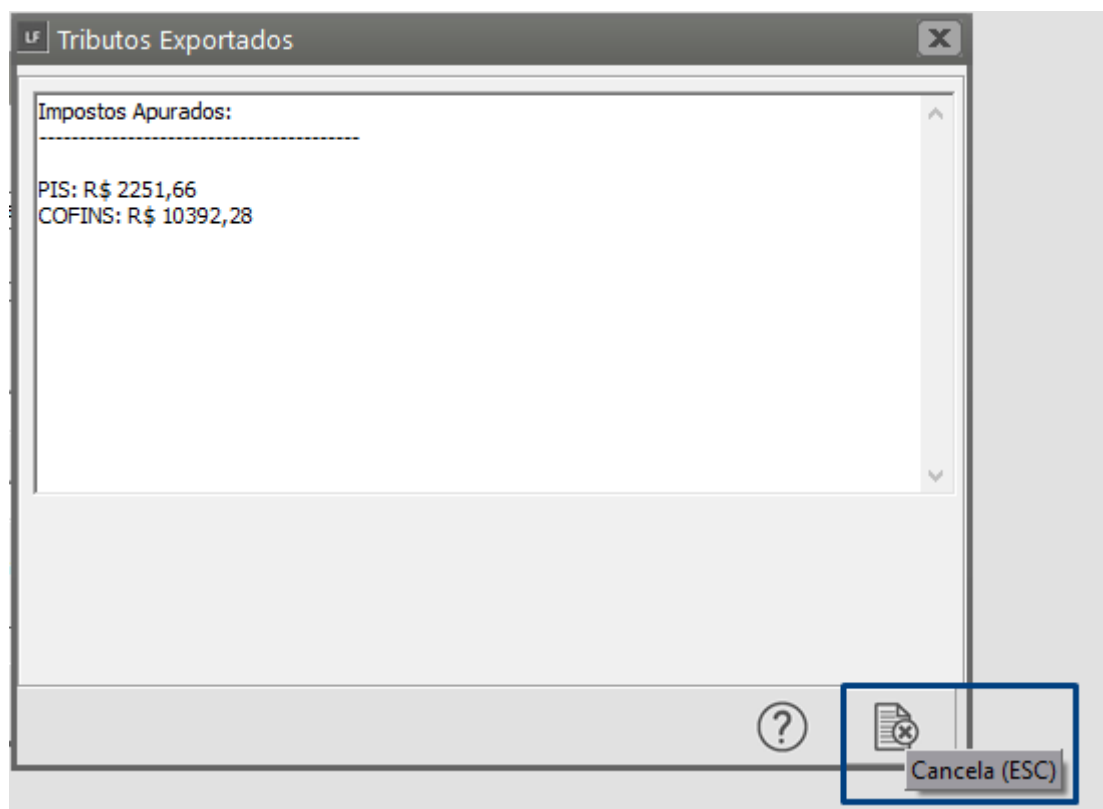 LF Tributos Exportados
Impostos Apurados:
----------------------------------------
PIS: R$ 2251,66
COFINS: R$ 10392,28
?
Cancela (ESC)